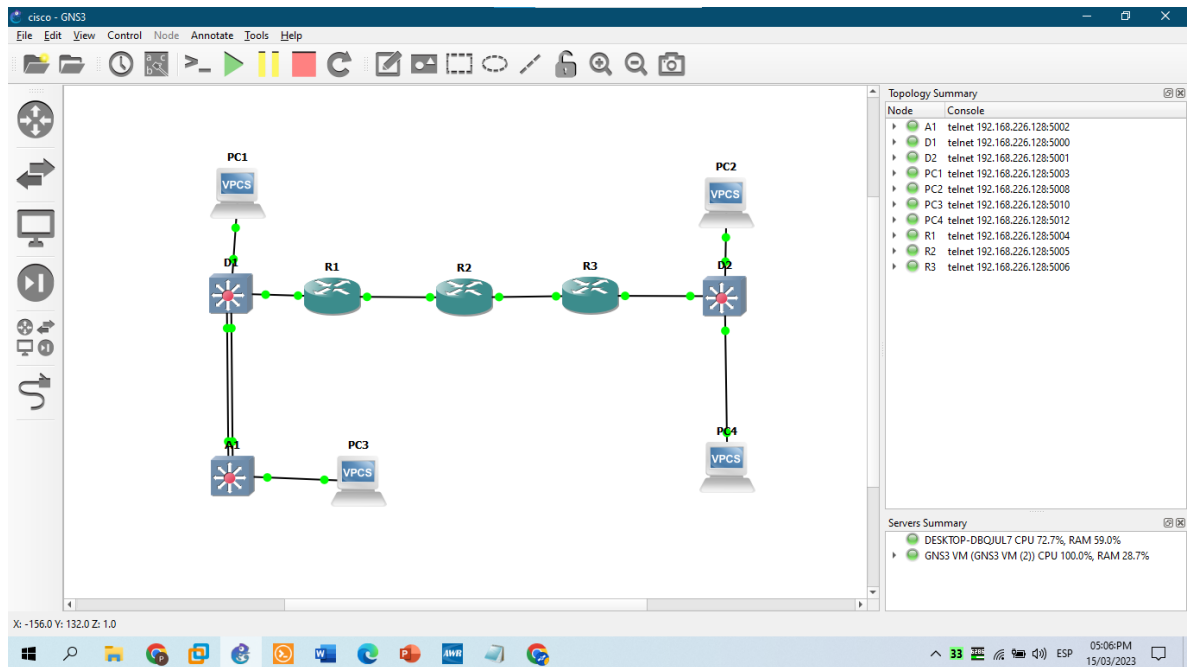 cisco - GNS3
File Edit View Control Node Annotate Tools Help
Topology Summary
Node Console
A1 telnet 192.168.226.128:5002
D1 telnet 192.168.226.128:5000
D2 telnet 192.168.226.128:5001
PC1 telnet 192.168.226.128:5003
PC2 telnet 192.168.226.128:5008
PC3 telnet 192.168.226.128:5010
PC4 telnet 192.168.226.128:5012
R1 telnet 192.168.226.128:5004
R2 telnet 192.168.226.128:5005
R3 telnet 192.168.226.128:5006
PC1
VPCS
PC2
VPCS
D1
R1
R2
R3
D2
A1
PC3
VPCS
PC4
VPCS
Servers Summary
DESKTOP-DBQJUL7 CPU 72.7%, RAM 59.0%
GNS3 VM (GNS3 VM (2)) CPU 100.0%, RAM 28.7%
X: -156.0 Y: 132.0 Z: 1.0
33
ESP
05:06PM
15/03/2023